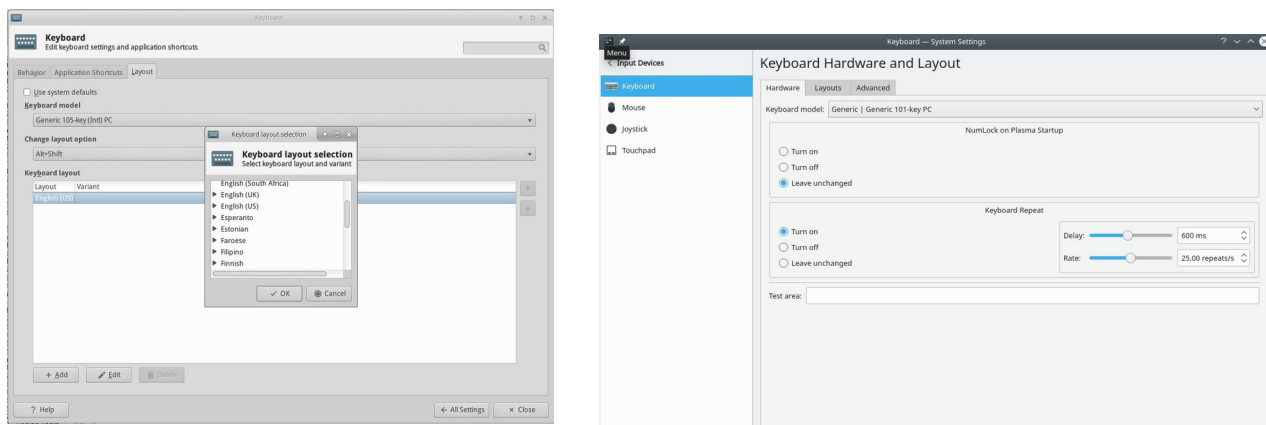 Keyboard
Keyboard
Edit keyboard settings and application shortcuts
Behavior Application Shortcuts Layout
Use system defaults
Keyboard model
Generic 105-key (Intl) PC
Change layout option
Alt+Shift
Keyboard layout
Layout Variant
English (US)
+ Add Edit Delete
? Help All Settings × Close
Keyboard layout selection
Keyboard layout selection
Select keyboard layout and variant
English (South Africa)
English (UK)
English (US)
Esperanto
Estonian
Faroese
Filipino
Finnish
OK Cancel
Keyboard — System Settings
Menu
Input Devices
Keyboard
Mouse
Joystick
Touchpad
Keyboard Hardware and Layout
Hardware Layouts Advanced
Keyboard model: Generic | Generic 101-key PC
NumLock on Plasma Startup
Turn on
Turn off
Leave unchanged
Keyboard Repeat
Turn on
Turn off
Leave unchanged
Delay: 600 ms
Rate: 25.00 repeats/s
Test area: